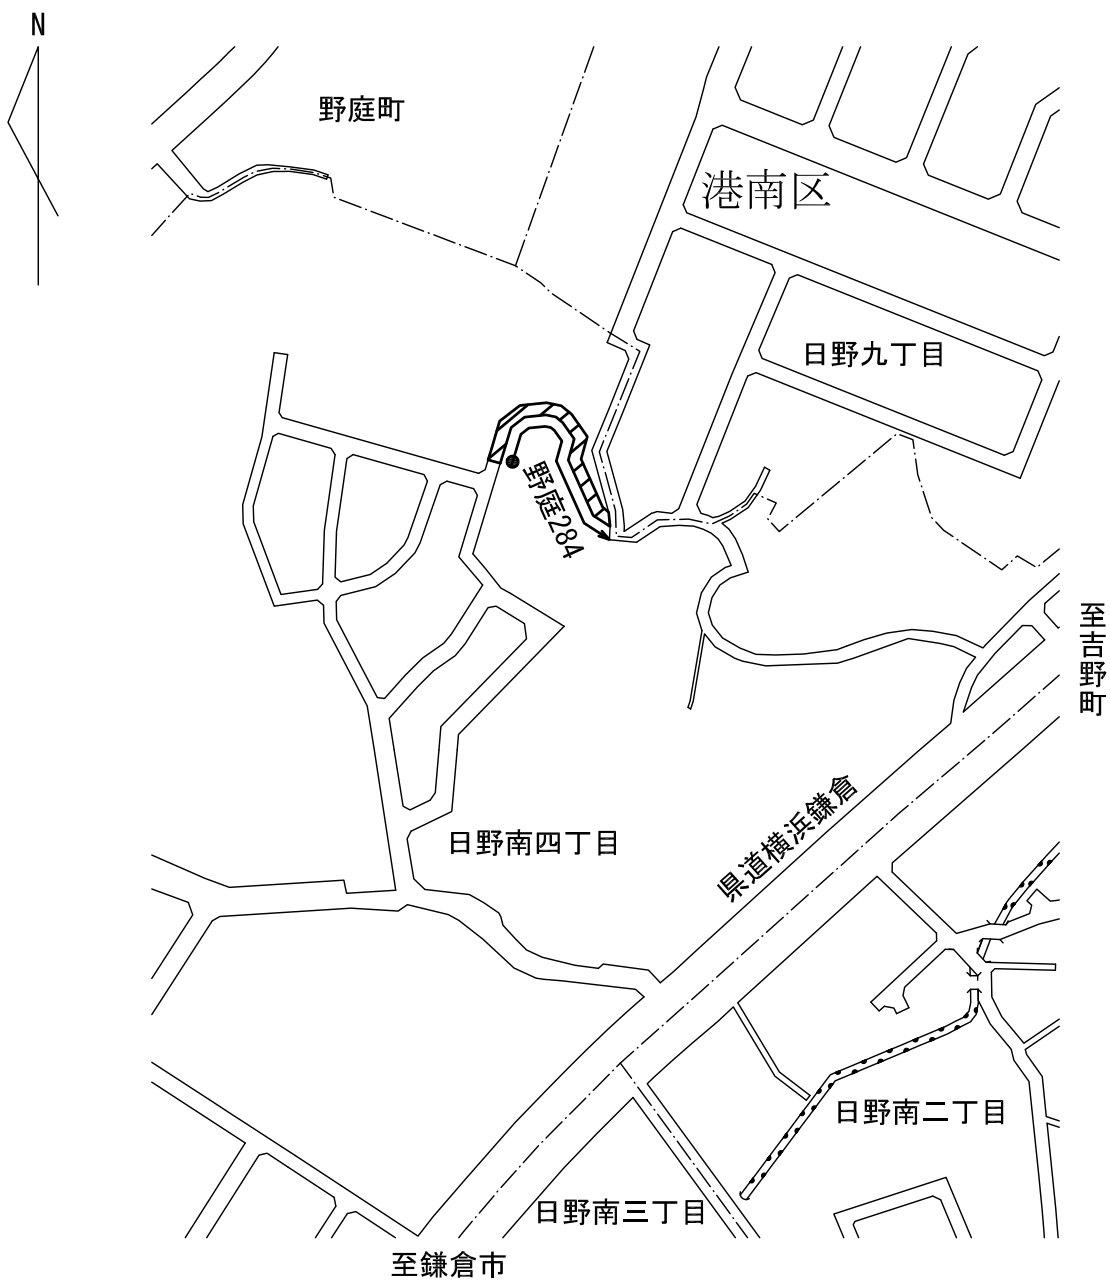 N
野庭町
港南区
日野九丁目
野庭284
至吉野町
県道横浜鎌倉
日野南四丁目
日野南二丁目
日野南三丁目
至鎌倉市